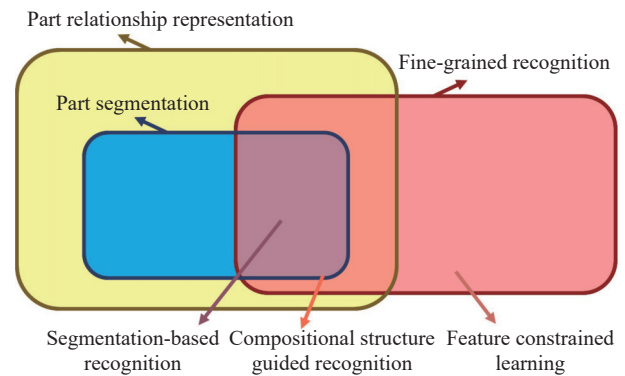 Part relationship representation
Fine-grained recognition
Part segmentation
Segmentation-based
recognition
Compositional structure
guided recognition
Feature constrained
learning